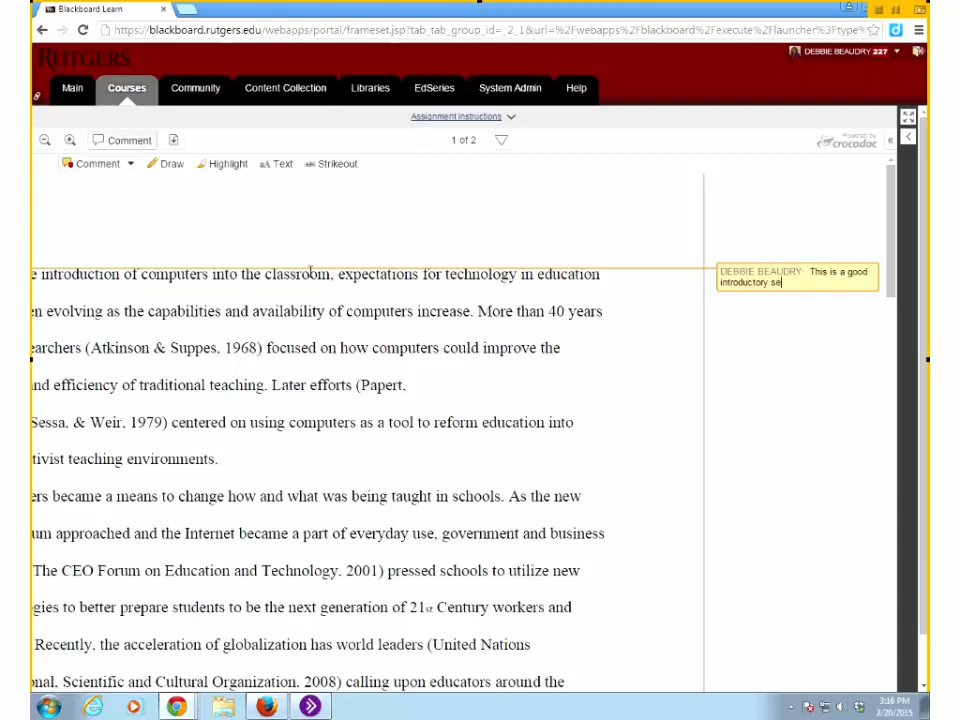 Blackboard Learn
https://blackboard.rutgers.edu/webapps/portal/frameset.jsp?tab_tab_group_id=_2_1&url=%2Fwebapps%2Fblackboard%2Fexecute%2Flauncher%3Ftype%
RUTGERS
DEBBIE BEAUDRY 227
Main Courses Community Content Collection Libraries EdSeries System Admin Help
Assignment Instructions
Comment 1 of 2 Powered by crocodoc
Comment Draw Highlight Text Strikeout
e introduction of computers into the classroom, expectations for technology in education
DEBBIE BEAUDRY: This is a good
introductory se
en evolving as the capabilities and availability of computers increase. More than 40 years
earchers (Atkinson & Suppes, 1968) focused on how computers could improve the
and efficiency of traditional teaching. Later efforts (Papert,
Sessa, & Weir, 1979) centered on using computers as a tool to reform education into
tivist teaching environments.
ers became a means to change how and what was being taught in schools. As the new
um approached and the Internet became a part of everyday use, government and business
The CEO Forum on Education and Technology, 2001) pressed schools to utilize new
gies to better prepare students to be the next generation of 21st Century workers and
Recently, the acceleration of globalization has world leaders (United Nations
onal, Scientific and Cultural Organization, 2008) calling upon educators around the
3:16 PM
2/20/2015